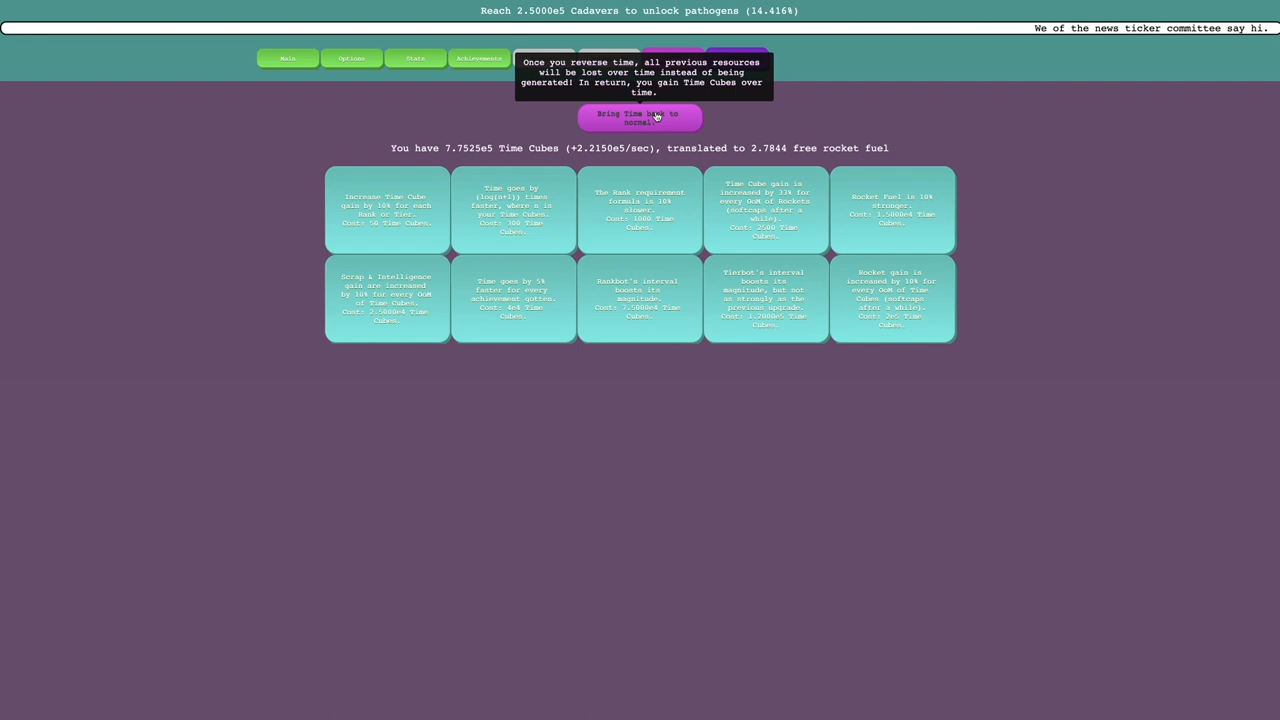 Reach 2.5000e5 Cadavers to unlock pathogens (14.416%)
We of the news ticker committee say hi.
Main
Options
Stats
Achievements
Once you reverse time, all previous resources
will be lost over time instead of being
generated! In return, you gain Time Cubes over
time.
Bring Time back to
normal.
You have 7.7525e5 Time Cubes (+2.2150e5/sec), translated to 2.7844 free rocket fuel
Increase Time Cube
gain by 10% for each
Rank or Tier.
Cost: 50 Time Cubes.
Time goes by
(log(n+1)) times
faster, where n is
your Time Cubes.
Cost: 300 Time
Cubes.
The Rank requirement
formula is 10%
slower.
Cost: 1000 Time
Cubes.
Time Cube gain is
increased by 33% for
every OoM of Rockets
(softcaps after a
while).
Cost: 2500 Time
Cubes.
Rocket Fuel is 10%
stronger.
Cost: 1.5000e4 Time
Cubes.
Scrap & Intelligence
gain are increased
by 10% for every OoM
of Time Cubes.
Cost: 2.5000e4 Time
Cubes.
Time goes by 5%
faster for every
achievement gotten.
Cost: 4e4 Time
Cubes.
Rankbot's interval
boosts its
magnitude.
Cost: 7.5000e4 Time
Cubes.
Tierbot's interval
boosts its
magnitude, but not
as strongly as the
previous upgrade.
Cost: 1.2000e5 Time
Cubes.
Rocket gain is
increased by 10% for
every OoM of Time
Cubes (softcaps
after a while).
Cost: 2e5 Time
Cubes.